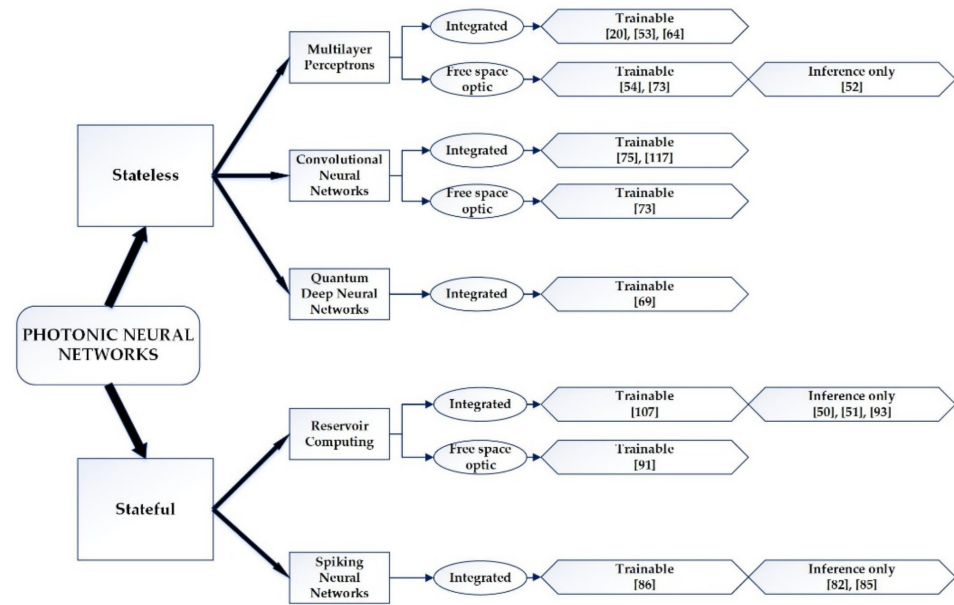 PHOTONIC NEURAL
NETWORKS
Stateless
Multilayer
Perceptrons
Integrated
Trainable
[20], [53], [64]
Free space
optic
Trainable
[54], [73]
Inference only
[52]
Convolutional
Neural
Networks
Integrated
Trainable
[75], [117]
Free space
optic
Trainable
[73]
Quantum
Deep Neural
Networks
Integrated
Trainable
[69]
Stateful
Reservoir
Computing
Integrated
Trainable
[107]
Inference only
[50], [51], [93]
Free space
optic
Trainable
[91]
Spiking
Neural
Networks
Integrated
Trainable
[86]
Inference only
[82], [85]